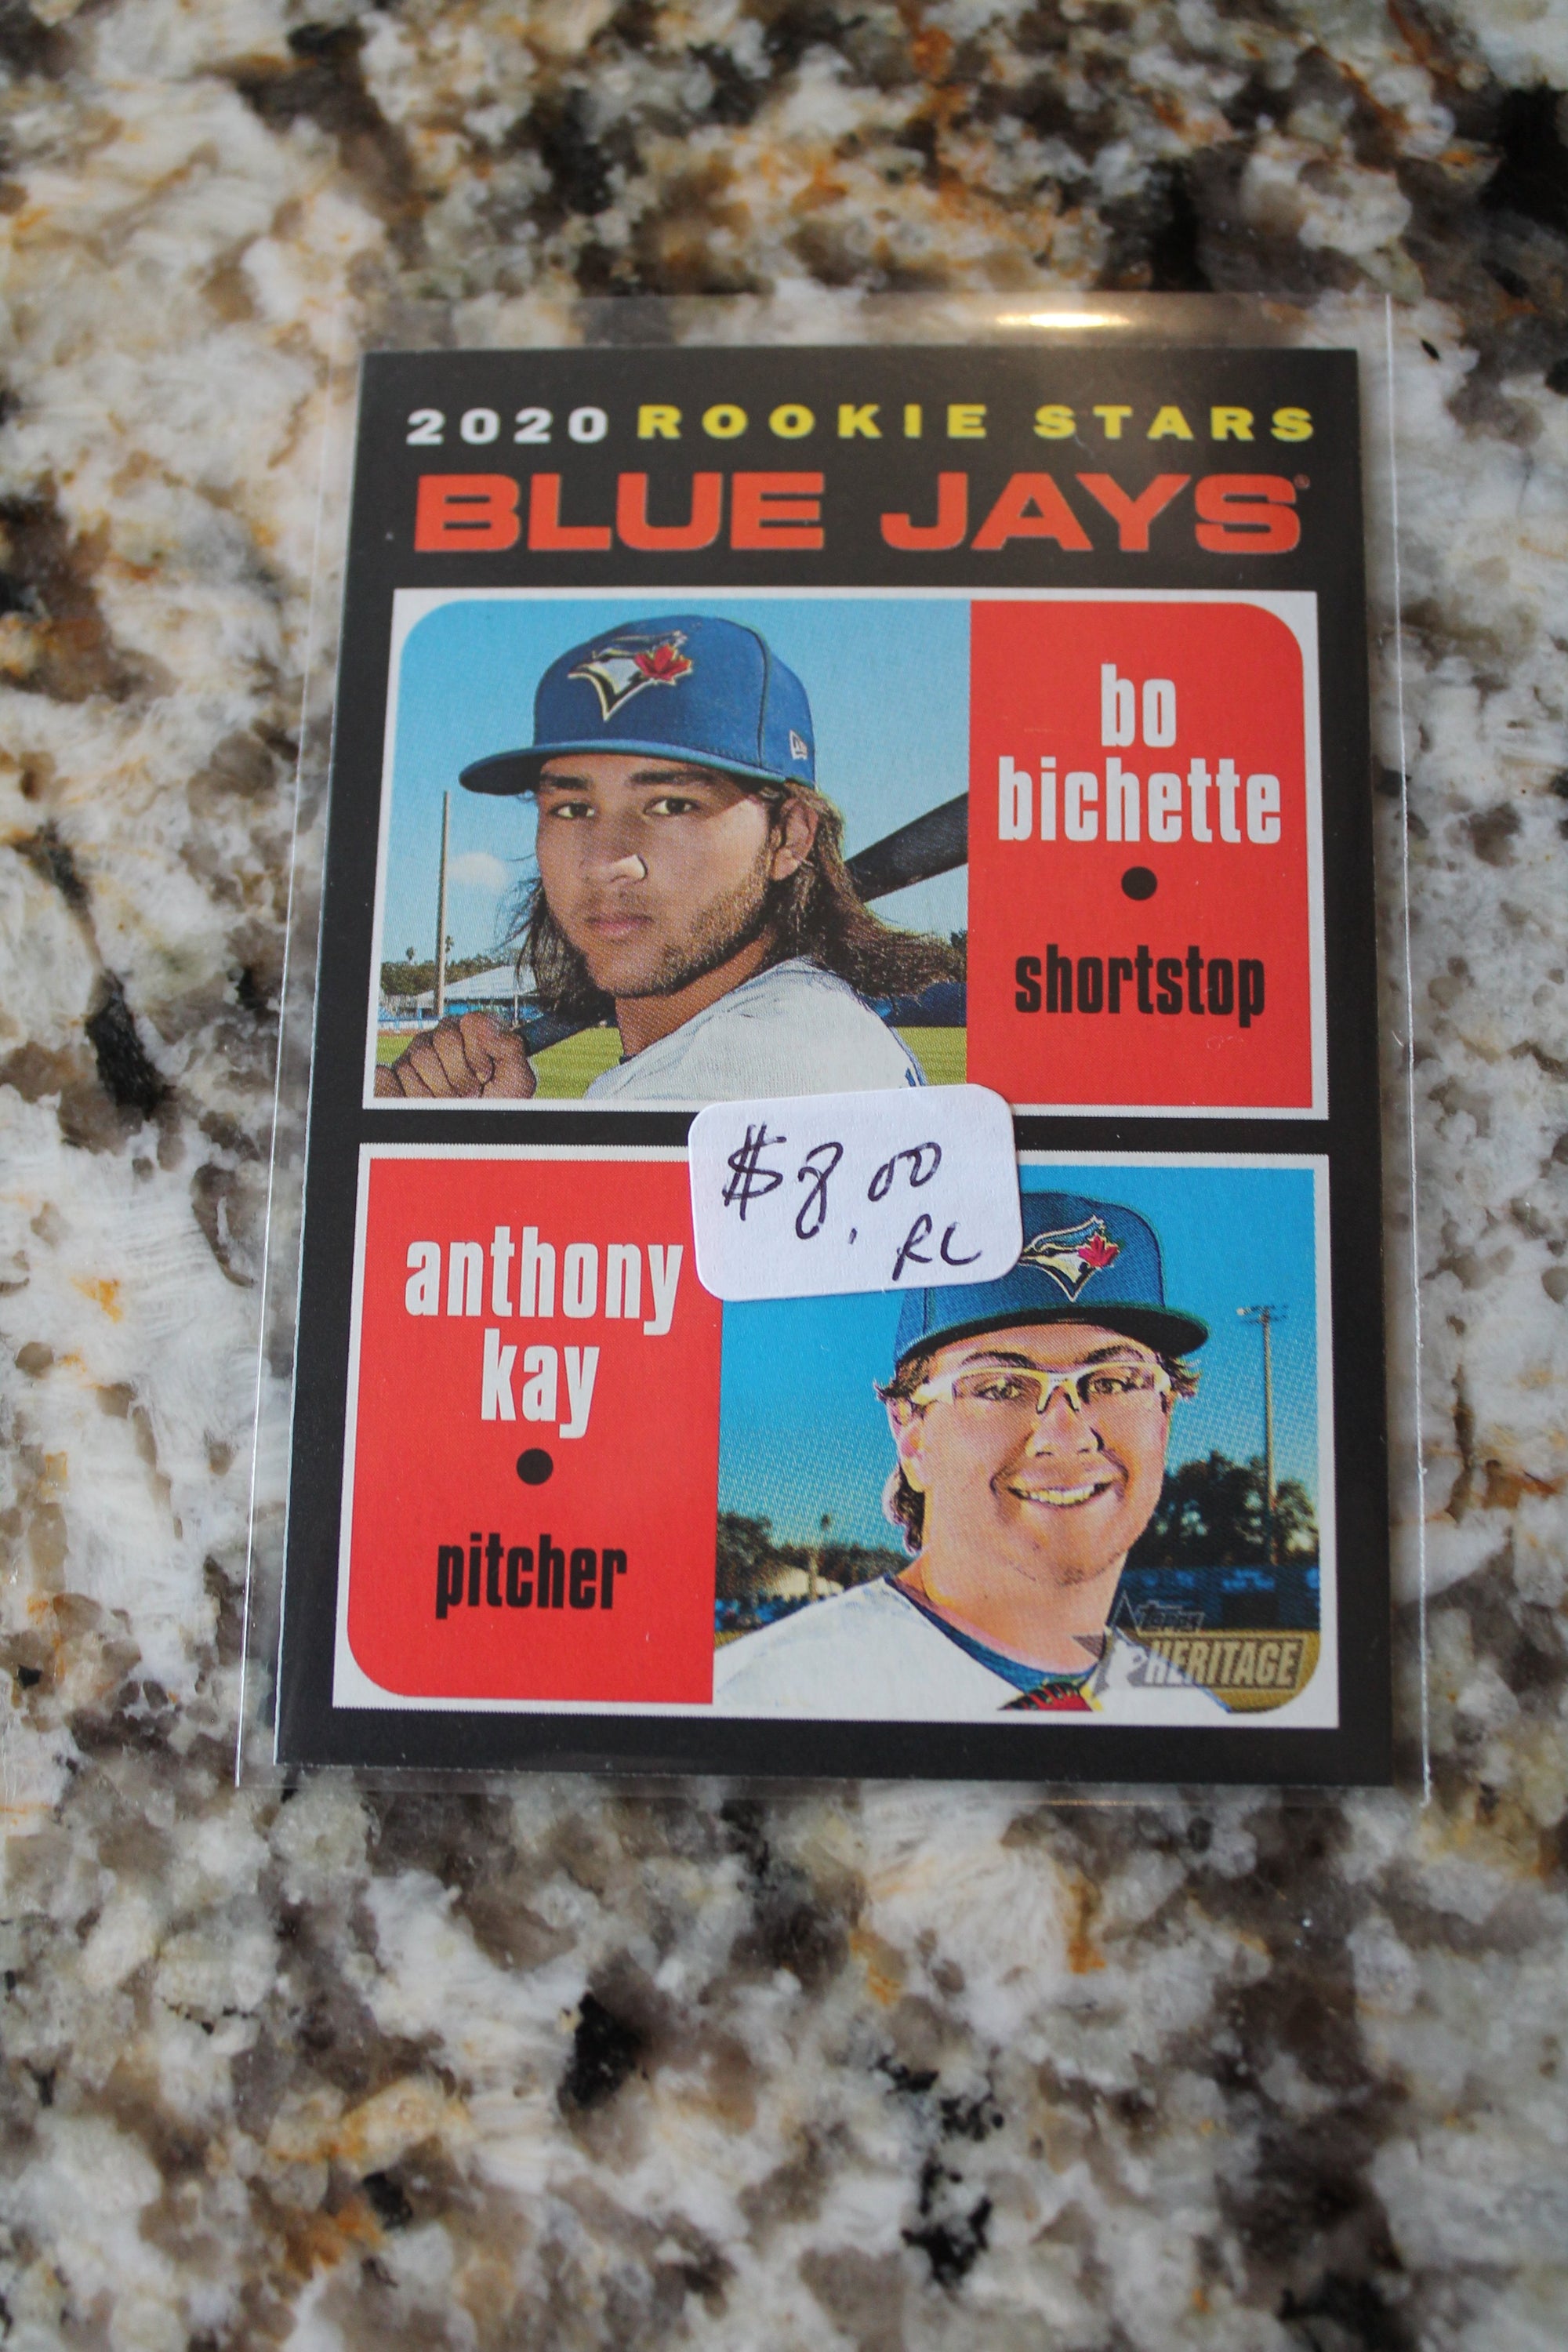 2020 ROOKIE STARS
BLUE JAYS
bo
bichette
shortstop
$8.00
RC
anthony
kay
pitcher
TOPPS
HERITAGE